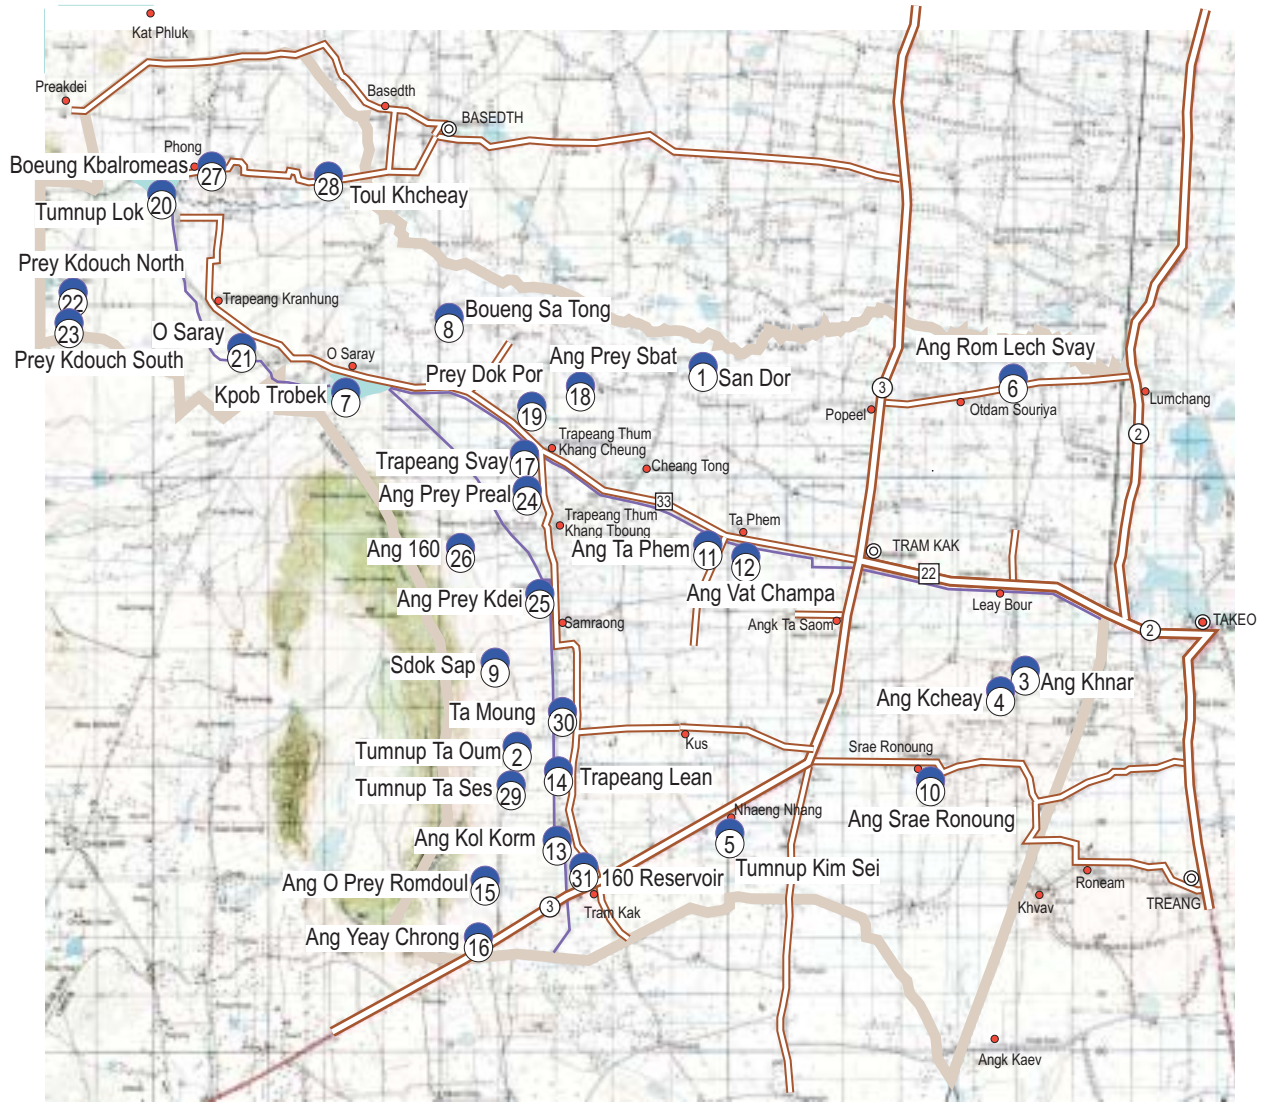 Kat Phluk
Preakdei
Basedth
BASEDTH
Phong
Boeung Kbalromeas
27
28
Toul Khcheay
20
Tumnup Lok
Prey Kdouch North
22
Trapeang Kranhung
23
Prey Kdouch South
O Saray
21
O Saray
Boueng Sa Tong
8
Kpob Trobek
7
Prey Dok Por
19
Ang Prey Sbat
18
1
San Dor
Ang Rom Lech Svay
6
3
Popeel
Otdam Souriya
Lumchang
2
Trapeang Thum
Khang Cheung
Trapeang Svay
17
Cheang Tong
Ang Prey Preal
24
33
Trapeang Thum
Khang Tboung
Ta Phem
Ang 160
26
Ang Ta Phem
11
12
Ang Vat Champa
TRAM KAK
22
Leay Bour
Ang Prey Kdei
25
Samraong
Angk Ta Saom
2
TAKEO
Sdok Sap
9
3
Ang Khnar
Ang Kcheay
4
Ta Moung
30
Kus
Tumnup Ta Oum
2
Srae Ronoung
Tumnup Ta Ses
29
14
Trapeang Lean
10
Ang Srae Ronoung
Nhaeng Nhang
5
Tumnup Kim Sei
Ang Kol Korm
13
Ang O Prey Romdoul
15
31
160 Reservoir
Tram Kak
3
Ang Yeay Chrong
16
Roneam
Khvav
TREANG
Angk Kaev